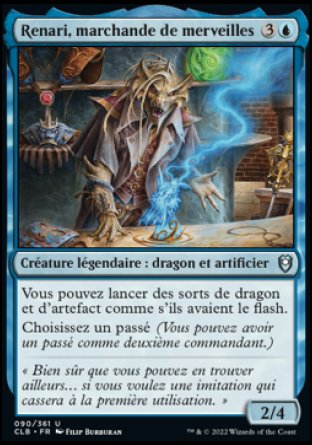 Renari, marchande de merveilles 3
Créature légendaire : dragon et artificier
Vous pouvez lancer des sorts de dragon
et d'artefact comme s'ils avaient le flash.
Choisissez un passé (Vous pouvez avoir
un passé comme deuxième commandant.)
« Bien sûr que vous pouvez en trouver
ailleurs... si vous voulez une imitation qui
cassera à la première utilisation. »
2/4
090/361 U
CLB • FR Filip Burburan
™ & © 2022 Wizards of the Coast